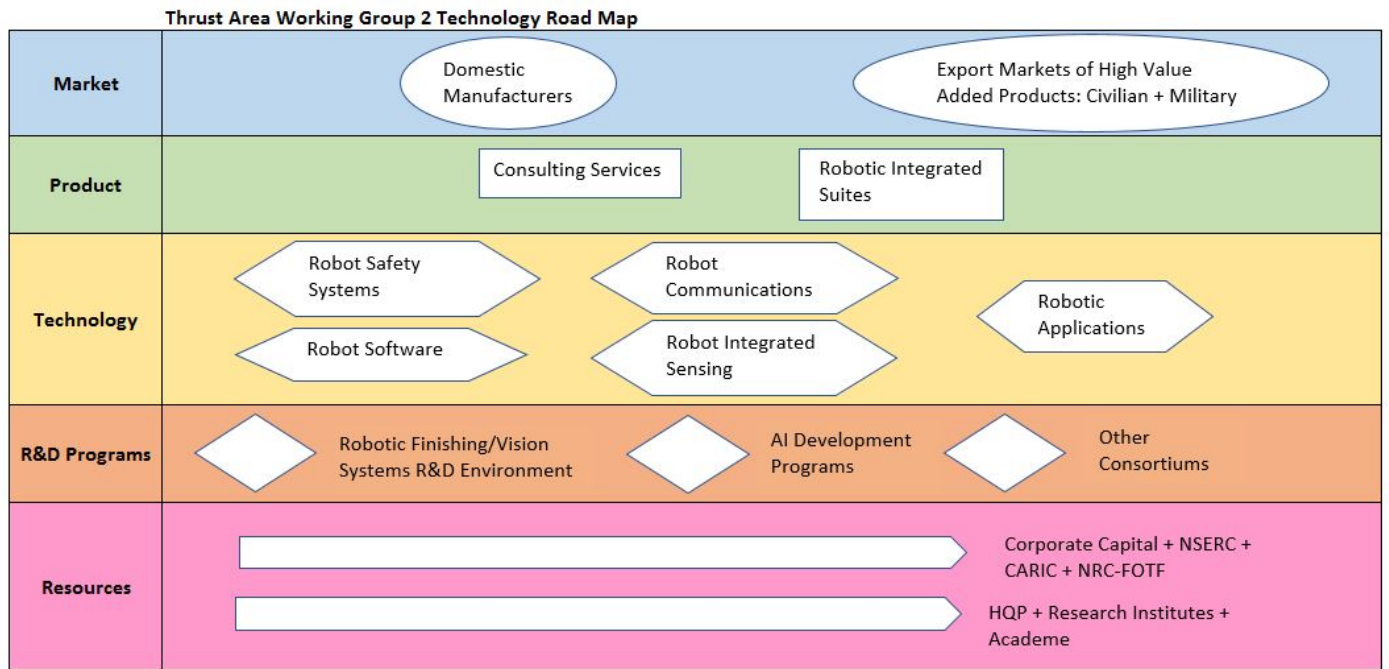 Thrust Area Working Group 2 Technology Road Map
Market
Domestic
Manufacturers
Export Markets of High Value
Added Products: Civilian + Military
Product
Consulting Services
Robotic Integrated
Suites
Technology
Robot Safety
Systems
Robot
Communications
Robotic
Applications
Robot Software
Robot Integrated
Sensing
R&D Programs
Robotic Finishing/Vision
Systems R&D Environment
AI Development
Programs
Other
Consortiums
Resources
Corporate Capital + NSERC +
CARIC + NRC-FOTF
HQP + Research Institutes +
Academe